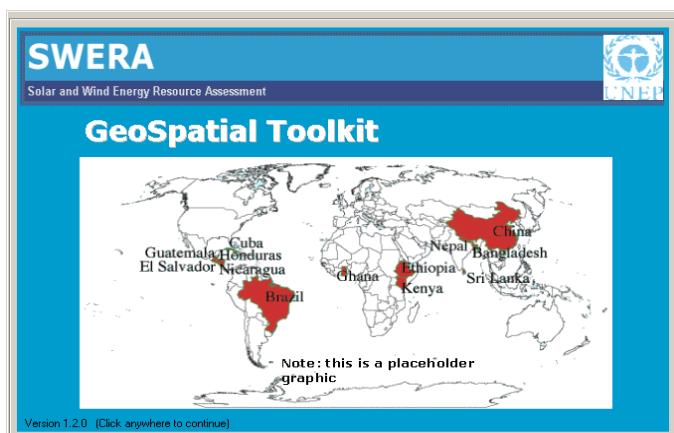 SWERA
Solar and Wind Energy Resource Assessment
UNEP
GeoSpatial Toolkit
China
Cuba
Nepal
Guatemala Honduras
Bangladesh
El Salvador Nicaragua
Ghana
Ethiopia
Sri Lanka
Kenya
Brazil
Note: this is a placeholder
graphic
Version 1.2.0 (Click anywhere to continue)